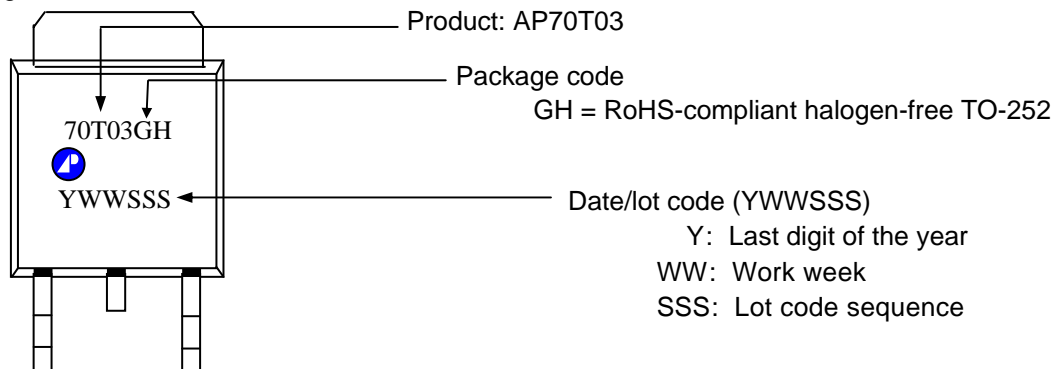 Product: AP70T03
Package code
GH = RoHS-compliant halogen-free TO-252
70T03GH
AP
YWWSSS
Date/lot code (YWWSSS)
Y: Last digit of the year
WW: Work week
SSS: Lot code sequence